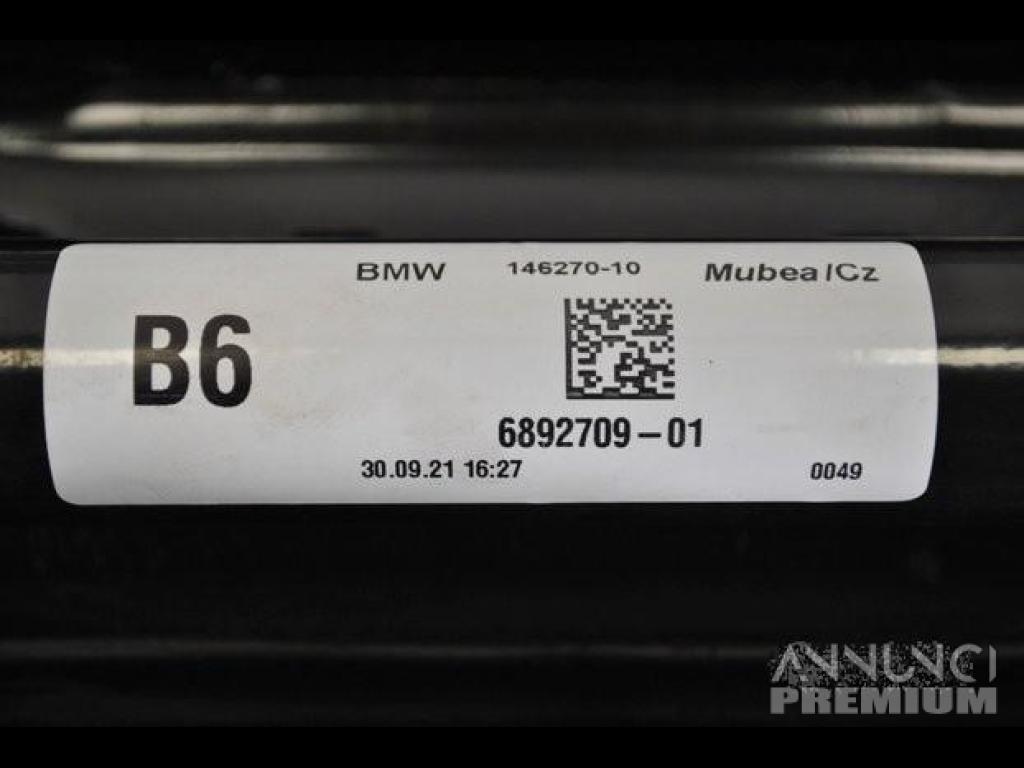 BMW 146270-10 Mubea/Cz
B6
6892709-01
30.09.21 16:27 0049
ANNUNCI
PREMIUM